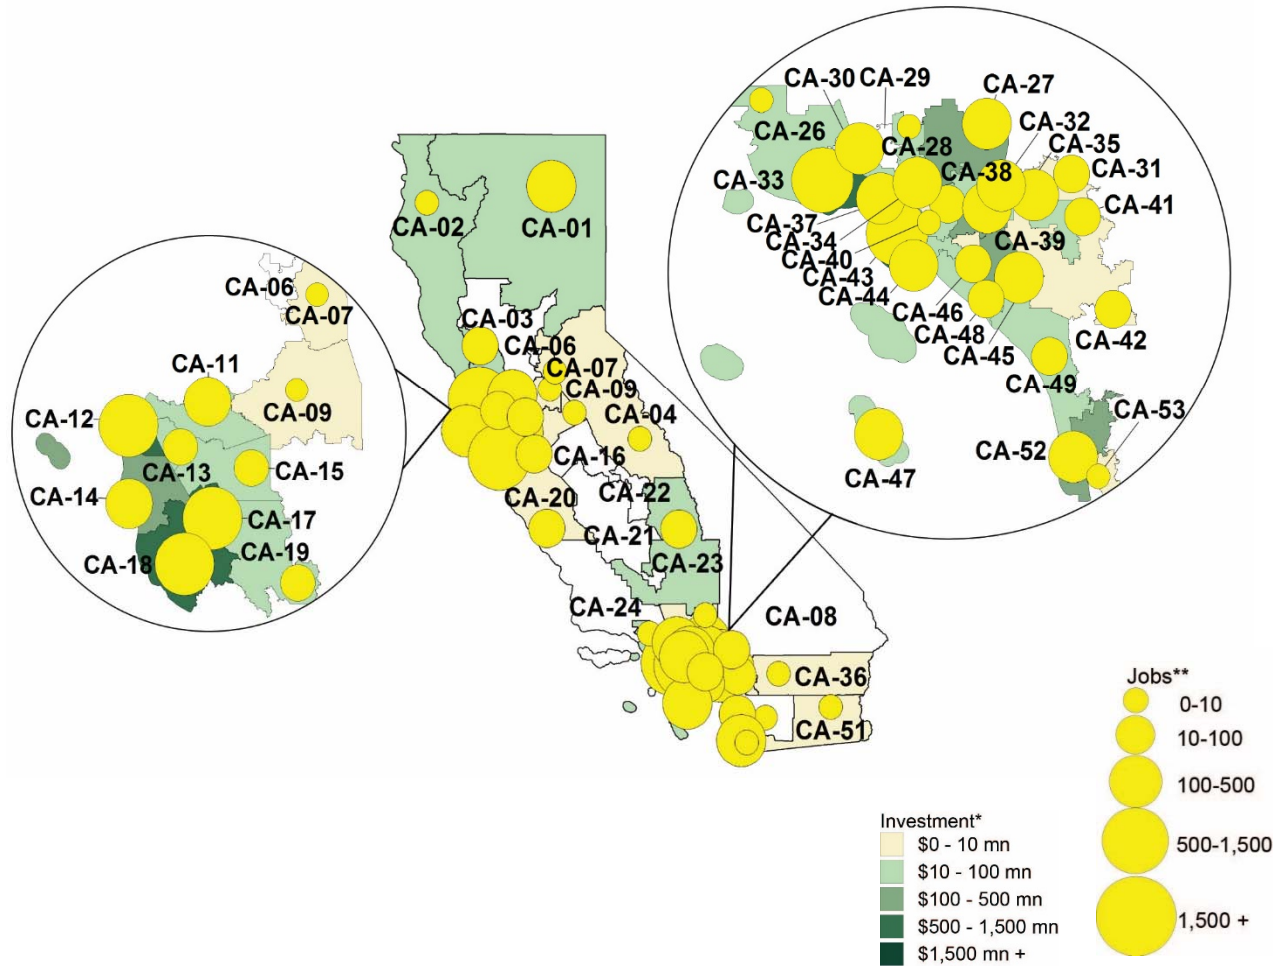 CA-30 CA-29
CA-27
CA-32
CA-26
CA-28
CA-35
CA-33
CA-38
CA-31
CA-41
CA-37
CA-34
CA-39
CA-40
CA-43
CA-44
CA-46
CA-48
CA-45
CA-42
CA-49
CA-53
CA-52
CA-47
CA-02
CA-01
CA-03
CA-06
CA-07
CA-09
CA-04
CA-16
CA-20
CA-22
CA-21
CA-23
CA-24
CA-08
CA-36
CA-51
CA-06
CA-07
CA-11
CA-09
CA-12
CA-13
CA-15
CA-14
CA-17
CA-19
CA-18
Jobs**
0-10
10-100
100-500
500-1,500
1,500 +
Investment*
$0 - 10 mn
$10 - 100 mn
$100 - 500 mn
$500 - 1,500 mn
$1,500 mn +